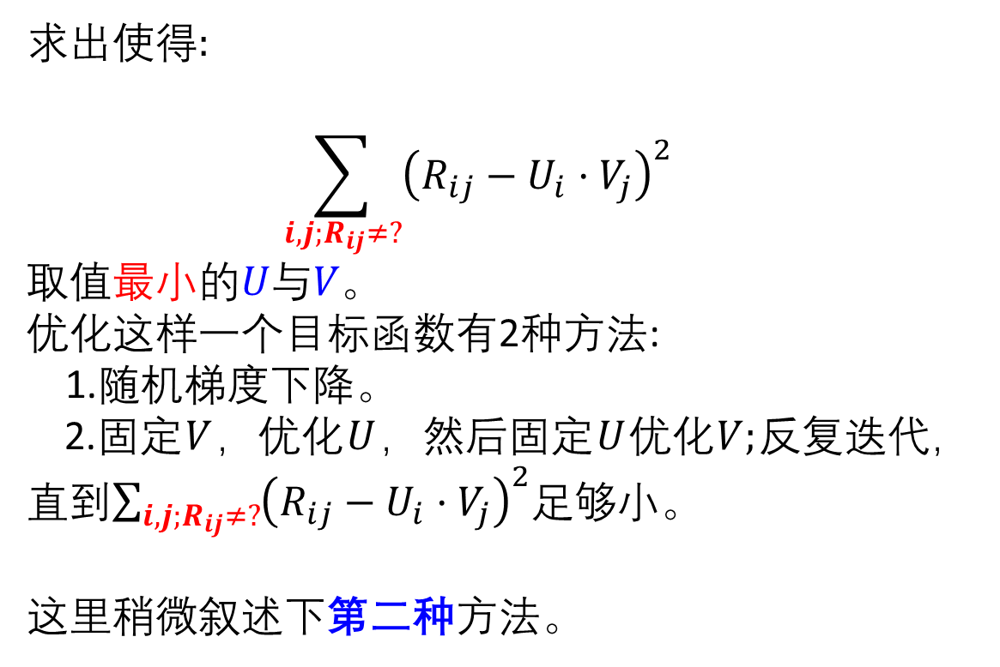 求出使得:
$$\sum_{i,j;R_{ij}\neq ?}\left(R_{ij}-U_i\cdot V_j\right)^2$$
取值最小的$U$与$V$。
优化这样一个目标函数有2种方法:
1.随机梯度下降。
2.固定$V$，优化$U$，然后固定$U$优化$V$;反复迭代，
直到$\sum_{i,j;R_{ij}\neq ?}\left(R_{ij}-U_i\cdot V_j\right)^2$足够小。
这里稍微叙述下第二种方法。